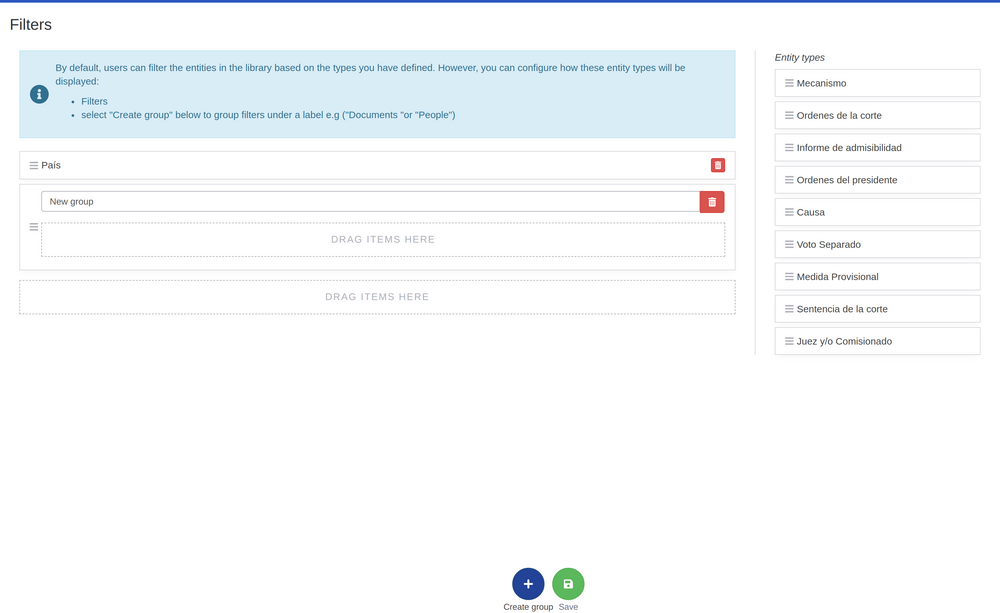 Filters
By default, users can filter the entities in the library based on the types you have defined. However, you can configure how these entity types will be
displayed:
Filters
select "Create group" below to group filters under a label e.g ("Documents "or "People")
País
New group
DRAG ITEMS HERE
DRAG ITEMS HERE
Entity types
Mecanismo
Ordenes de la corte
Informe de admisibilidad
Ordenes del presidente
Causa
Voto Separado
Medida Provisional
Sentencia de la corte
Juez y/o Comisionado
Create group
Save